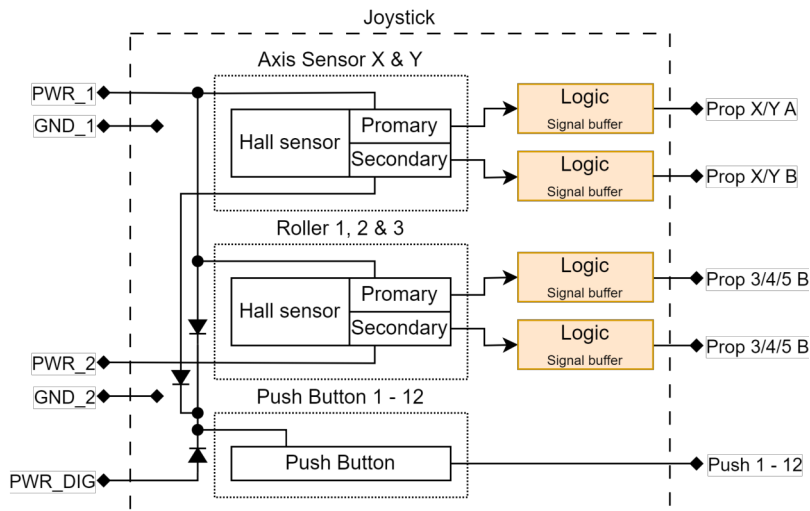 Joystick
Axis Sensor X & Y
PWR_1
GND_1
Hall sensor
Promary
Secondary
Logic
Signal buffer
Prop X/Y A
Logic
Signal buffer
Prop X/Y B
Roller 1, 2 & 3
Hall sensor
Promary
Secondary
Logic
Signal buffer
Prop 3/4/5 B
Logic
Signal buffer
Prop 3/4/5 B
PWR_2
GND_2
Push Button 1 - 12
Push Button
Push 1 - 12
PWR_DIG